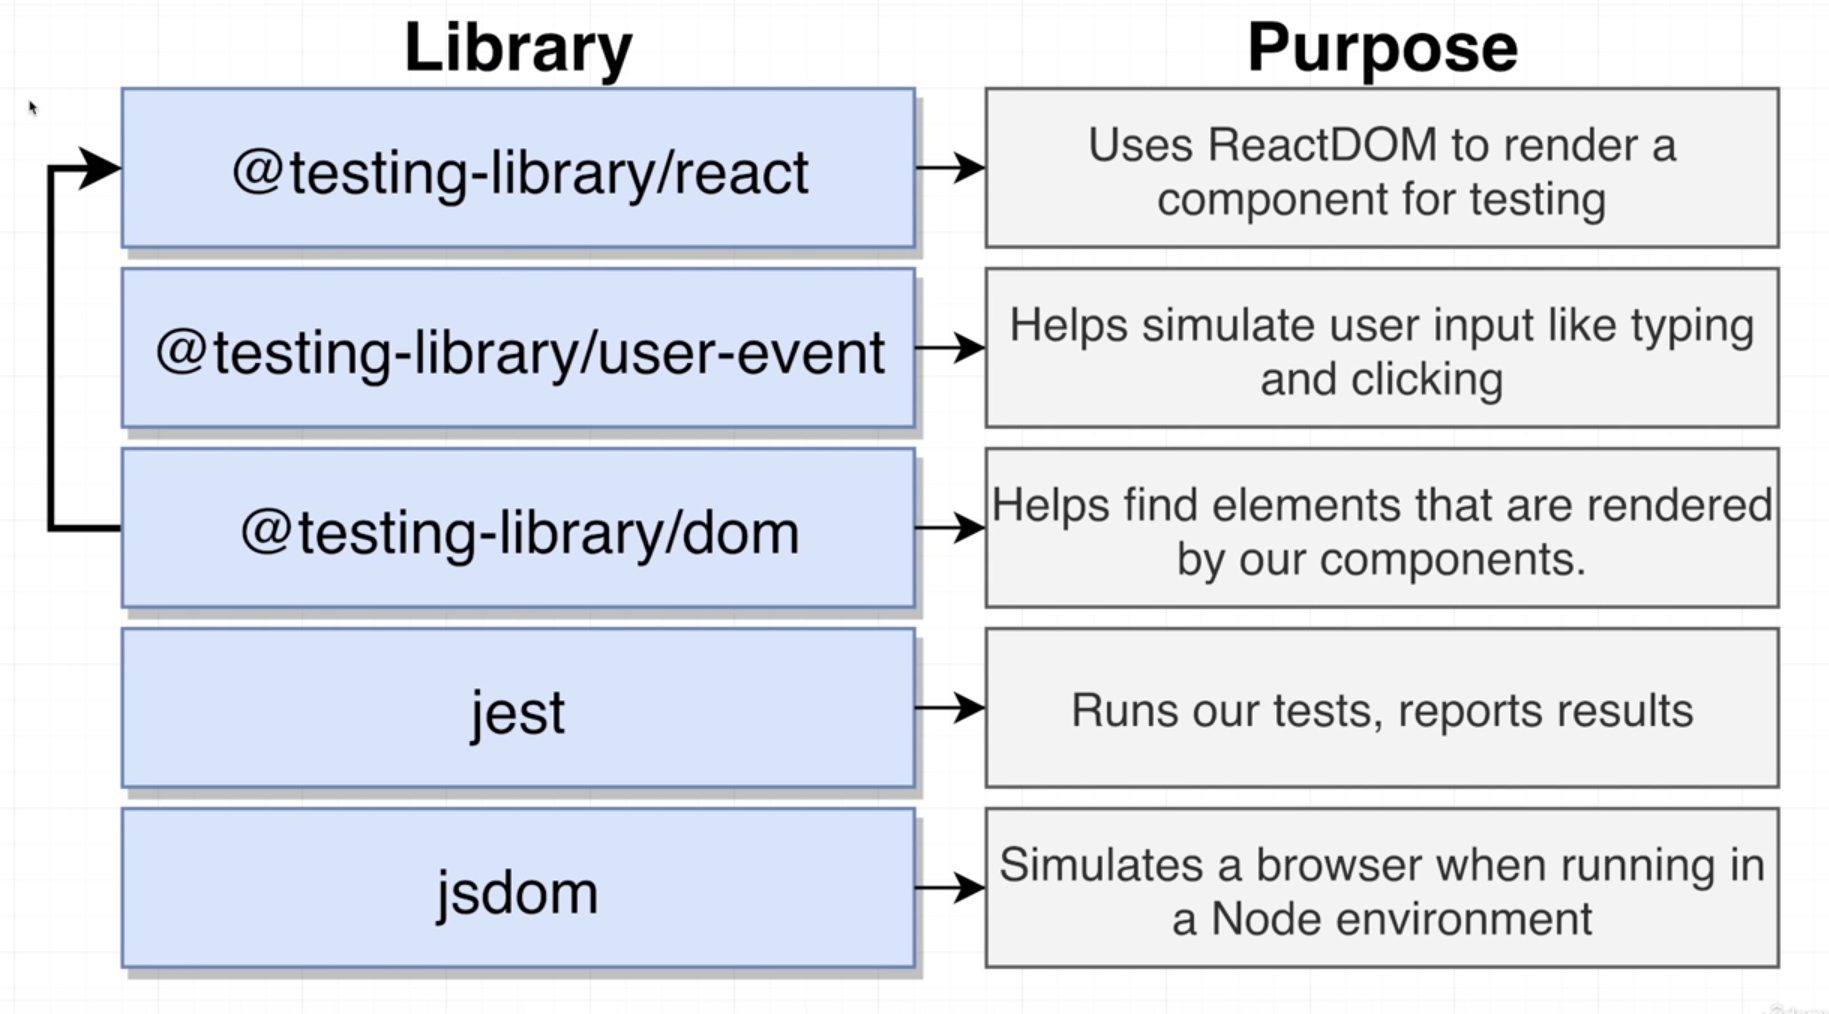 Library
Purpose
@testing-library/react
Uses ReactDOM to render a
component for testing
@testing-library/user-event
Helps simulate user input like typing
and clicking
@testing-library/dom
Helps find elements that are rendered
by our components.
jest
Runs our tests, reports results
jsdom
Simulates a browser when running in
a Node environment